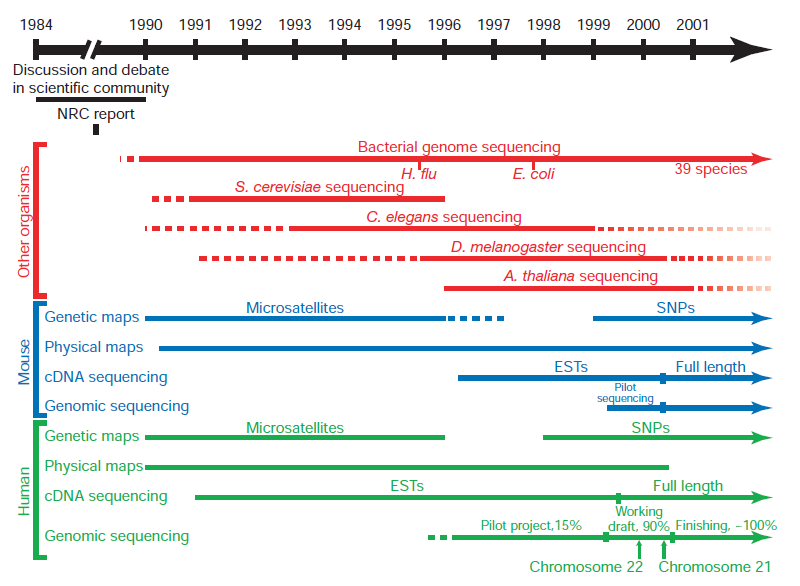 1984 1990 1991 1992 1993 1994 1995 1996 1997 1998 1999 2000 2001
Discussion and debate
in scientific community
NRC report
Other organisms
Bacterial genome sequencing
H. flu E. coli 39 species
S. cerevisiae sequencing
C. elegans sequencing
D. melanogaster sequencing
A. thaliana sequencing
Mouse
Genetic maps Microsatellites SNPs
Physical maps
cDNA sequencing ESTs Full length
Genomic sequencing Pilot
sequencing
Human
Genetic maps Microsatellites SNPs
Physical maps
cDNA sequencing ESTs Full length
Genomic sequencing Pilot project,15% Working
draft, 90% Finishing, ~100%
Chromosome 22 Chromosome 21